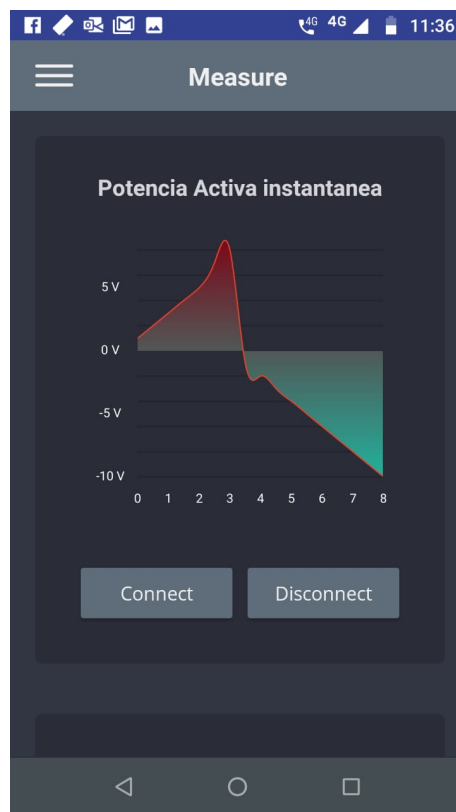 4G 4G 11:36
Measure
Potencia Activa instantanea
5 V
0 V
-5 V
-10 V
0 1 2 3 4 5 6 7 8
Connect Disconnect